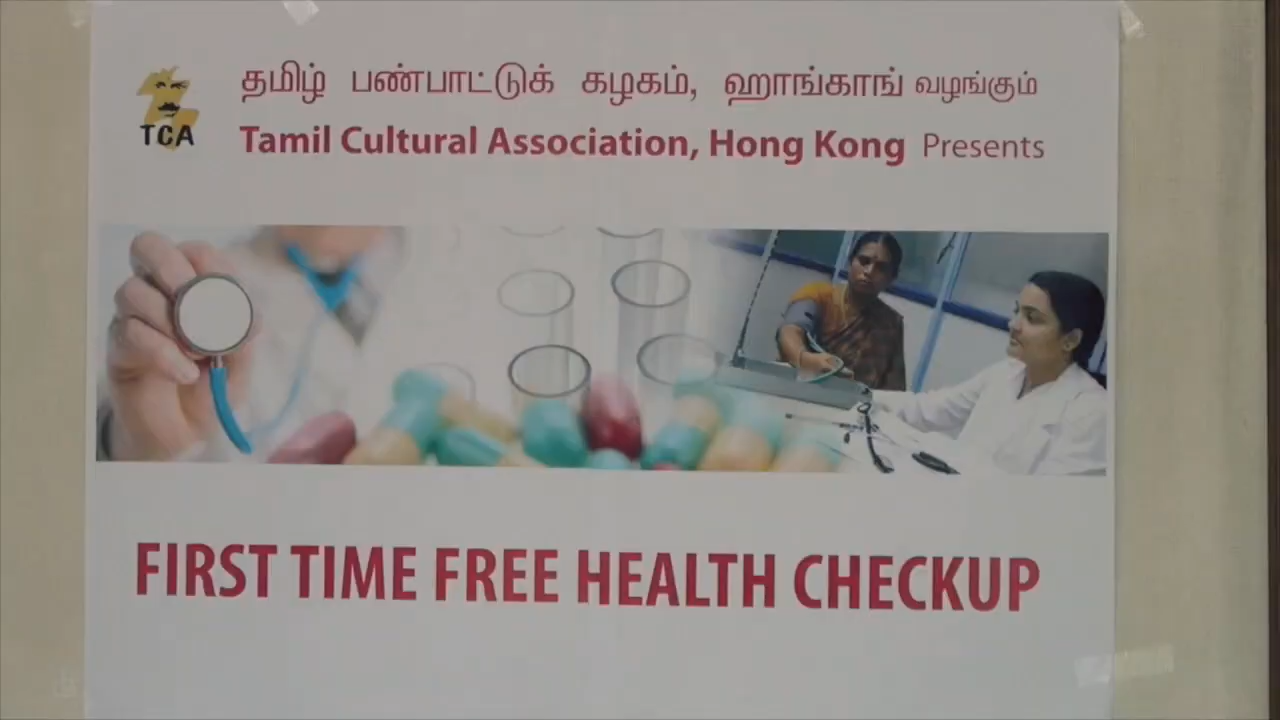 தமிழ் பண்பாட்டுக் கழகம், ஹாங்காங் வழங்கும்
TCA
Tamil Cultural Association, Hong Kong Presents
FIRST TIME FREE HEALTH CHECKUP